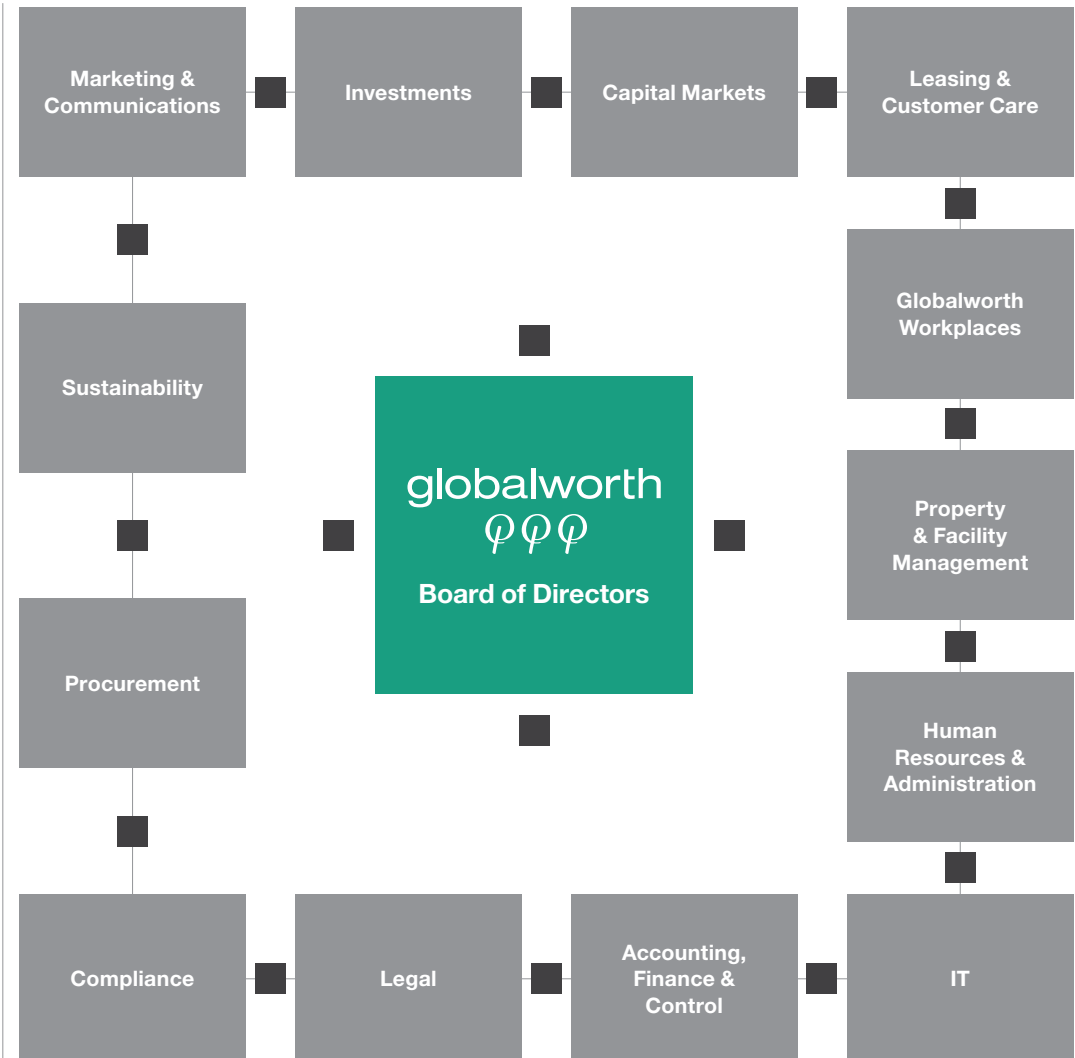 Marketing &
Communications
Investments
Capital Markets
Leasing &
Customer Care
Globalworth
Workplaces
Sustainability
globalworth
Board of Directors
Property
& Facility
Management
Procurement
Human
Resources &
Administration
Compliance
Legal
Accounting,
Finance &
Control
IT